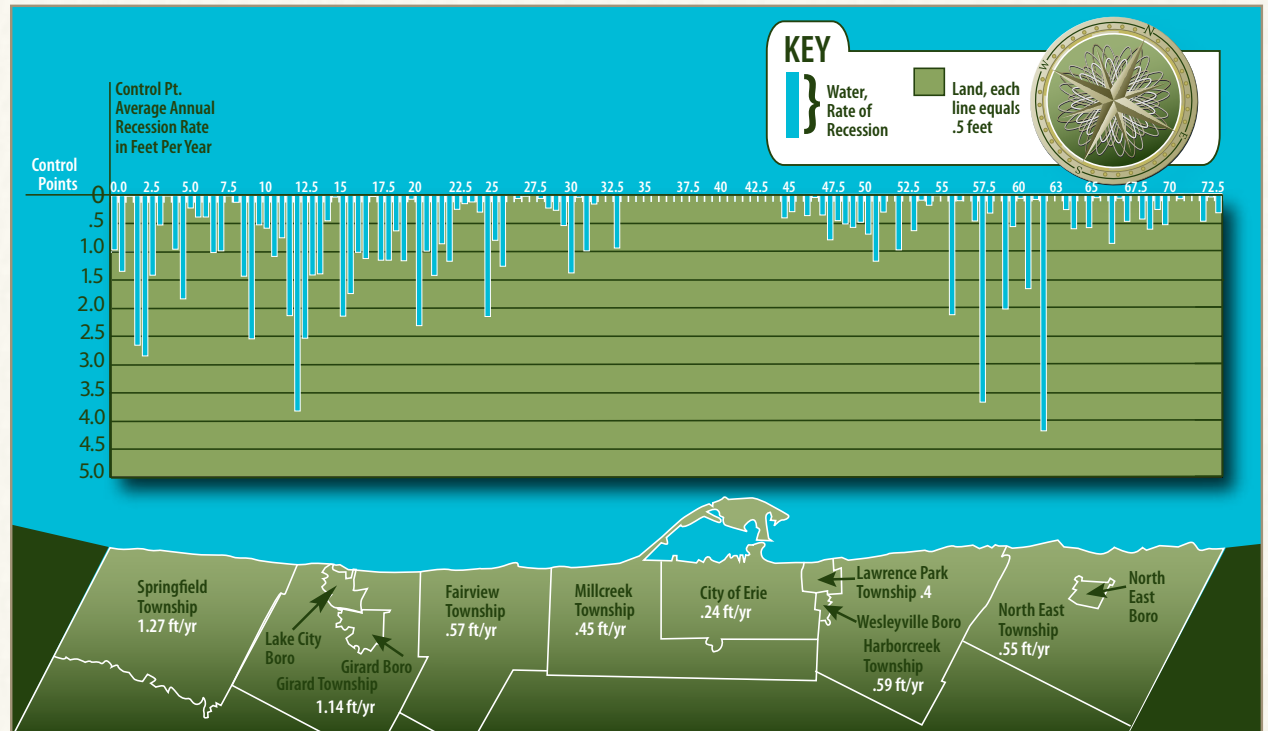 KEY
Water,
Rate of
Recession
Land, each
line equals
.5 feet
N
W
E
S
Control Pt.
Average Annual
Recession Rate
in Feet Per Year
Control
Points
0.0 2.5 5.0 7.5 10 12.5 15 17.5 20 22.5 25 27.5 30 32.5 35 37.5 40 42.5 45 47.5 50 52.5 55 57.5 60 63 65 67.5 70 72.5
0
.5
1.0
1.5
2.0
2.5
3.0
3.5
4.0
4.5
5.0
Springfield
Township
1.27 ft/yr
Lake City
Boro
Girard Boro
Girard Township
1.14 ft/yr
Fairview
Township
.57 ft/yr
Millcreek
Township
.45 ft/yr
City of Erie
.24 ft/yr
Lawrence Park
Township .4
Wesleyville Boro
Harborcreek
Township
.59 ft/yr
North East
Township
.55 ft/yr
North
East
Boro